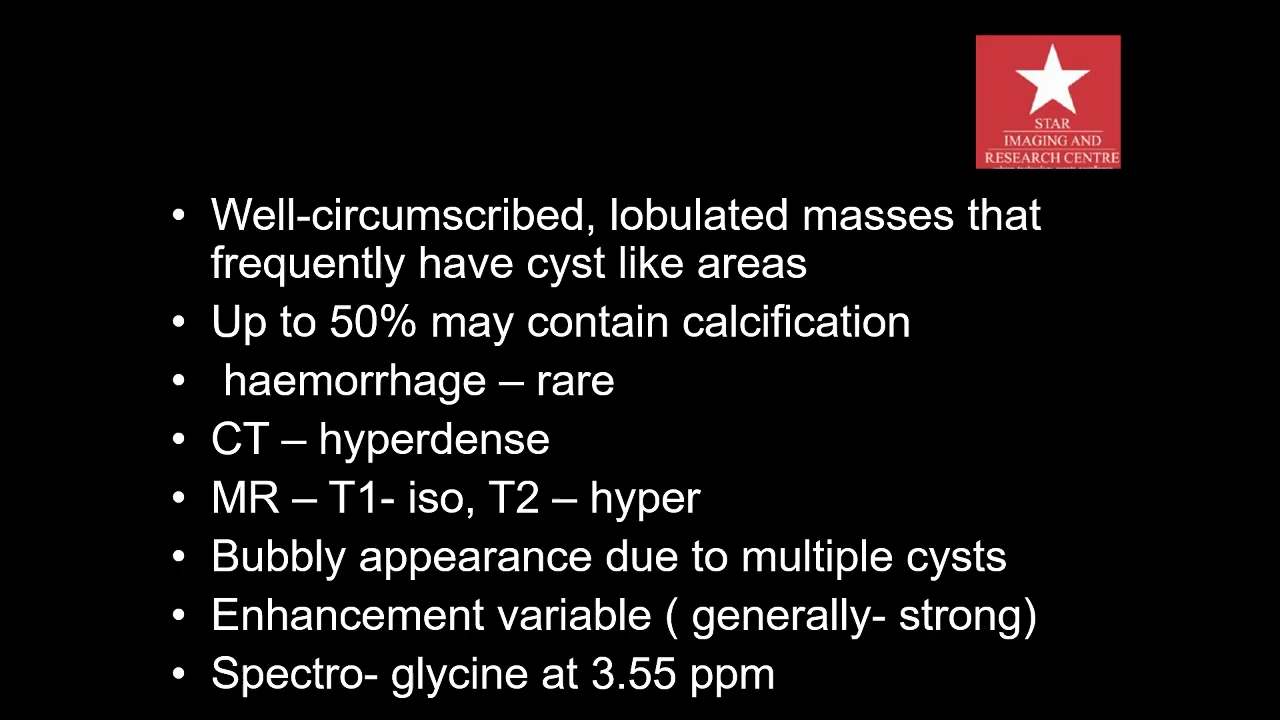 STAR
IMAGING AND
RESEARCH CENTRE
• Well-circumscribed, lobulated masses that
frequently have cyst like areas
• Up to 50% may contain calcification
• haemorrhage – rare
• CT – hyperdense
• MR – T1- iso, T2 – hyper
• Bubbly appearance due to multiple cysts
• Enhancement variable ( generally- strong)
• Spectro- glycine at 3.55 ppm